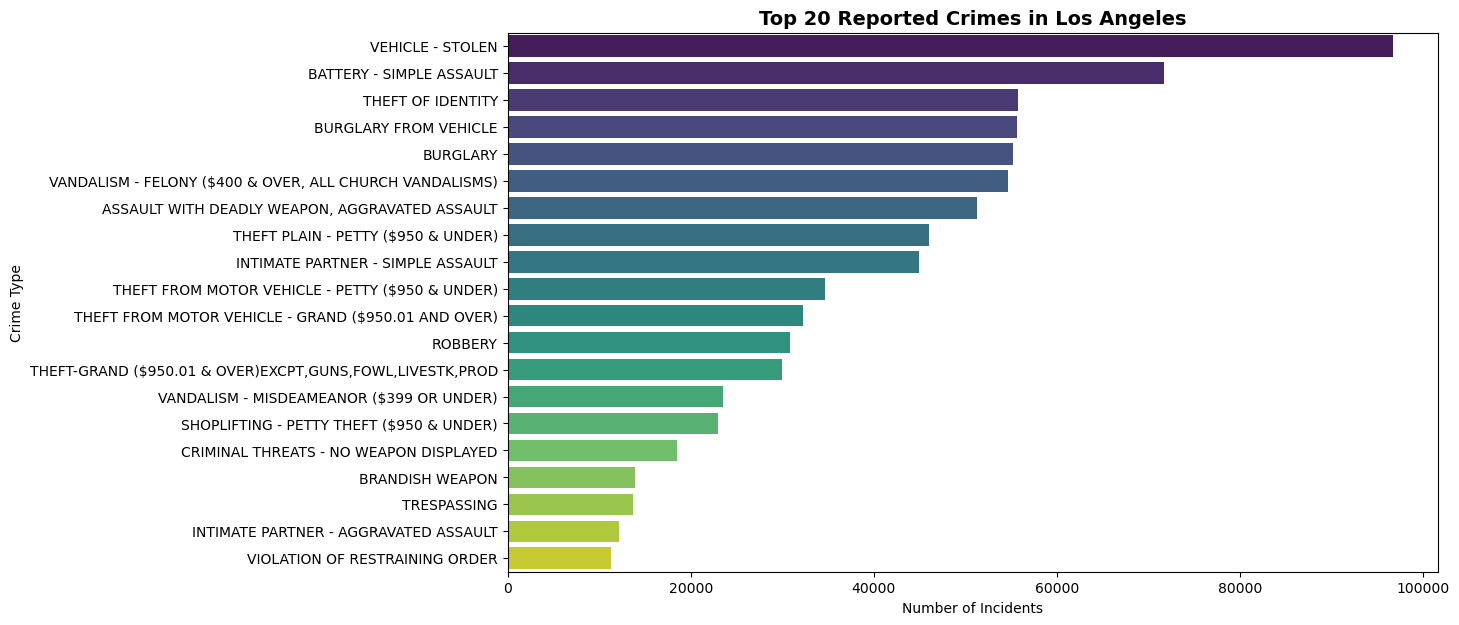 Top 20 Reported Crimes in Los Angeles
VEHICLE - STOLEN
BATTERY - SIMPLE ASSAULT
THEFT OF IDENTITY
BURGLARY FROM VEHICLE
BURGLARY
VANDALISM - FELONY ($400 & OVER, ALL CHURCH VANDALISMS)
ASSAULT WITH DEADLY WEAPON, AGGRAVATED ASSAULT
THEFT PLAIN - PETTY ($950 & UNDER)
INTIMATE PARTNER - SIMPLE ASSAULT
THEFT FROM MOTOR VEHICLE - PETTY ($950 & UNDER)
THEFT FROM MOTOR VEHICLE - GRAND ($950.01 AND OVER)
ROBBERY
THEFT-GRAND ($950.01 & OVER)EXCPT,GUNS,FOWL,LIVESTK,PROD
VANDALISM - MISDEAMEANOR ($399 OR UNDER)
SHOPLIFTING - PETTY THEFT ($950 & UNDER)
CRIMINAL THREATS - NO WEAPON DISPLAYED
BRANDISH WEAPON
TRESPASSING
INTIMATE PARTNER - AGGRAVATED ASSAULT
VIOLATION OF RESTRAINING ORDER
Crime Type
0 20000 40000 60000 80000 100000
Number of Incidents